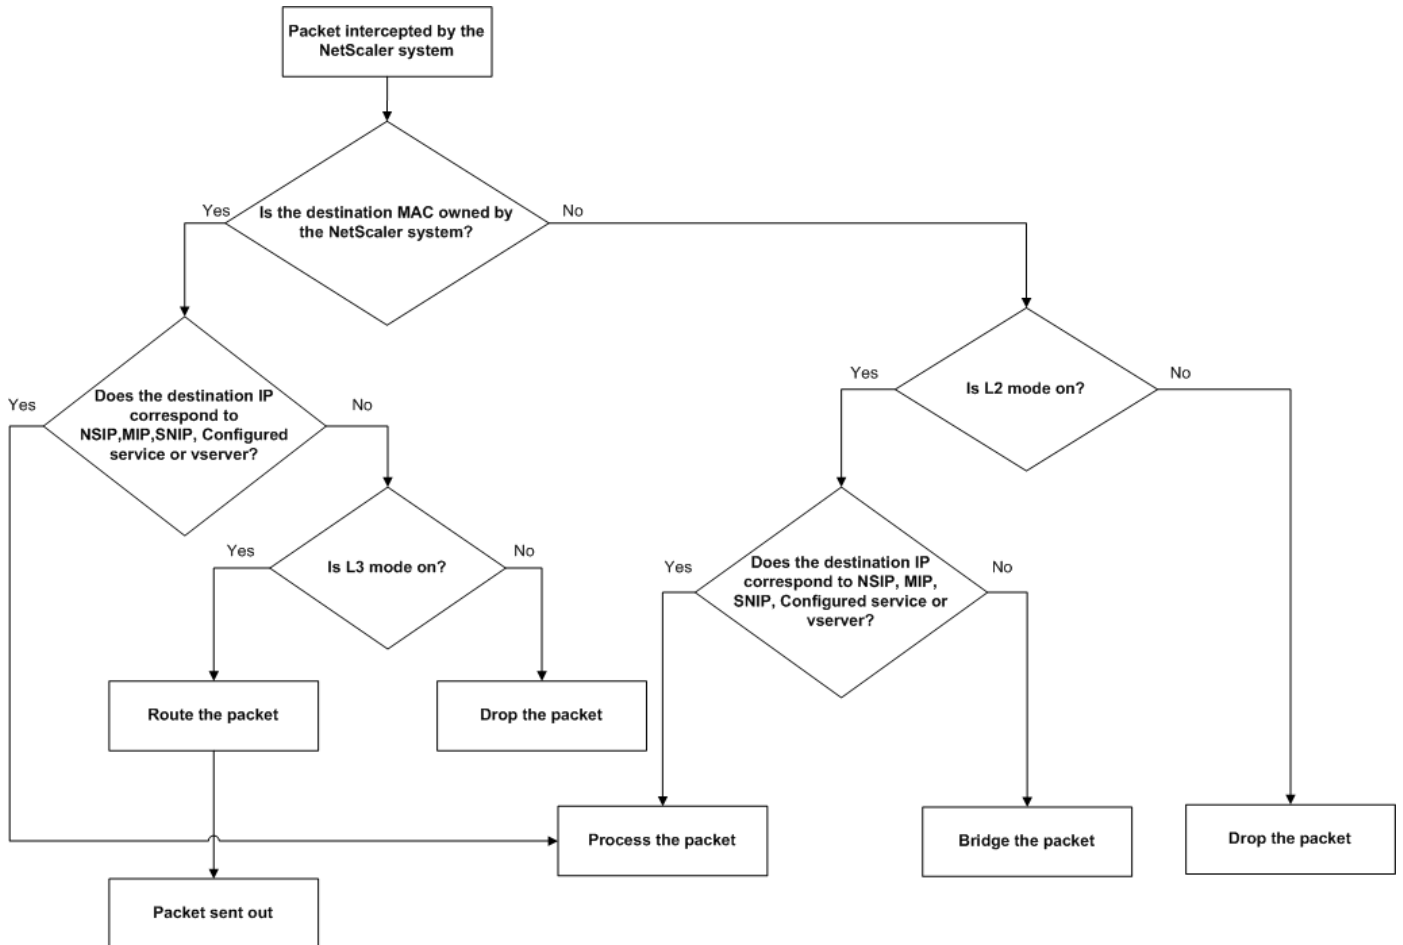 Packet intercepted by the
NetScaler system
Yes
Is the destination MAC owned by
the NetScaler system?
No
Yes
Does the destination IP
correspond to
NSIP,MIP,SNIP, Configured
service or vserver?
No
Yes
Is L2 mode on?
No
Yes
Is L3 mode on?
No
Yes
Does the destination IP
correspond to NSIP, MIP,
SNIP, Configured service or
vserver?
No
Route the packet
Drop the packet
Process the packet
Bridge the packet
Drop the packet
Packet sent out